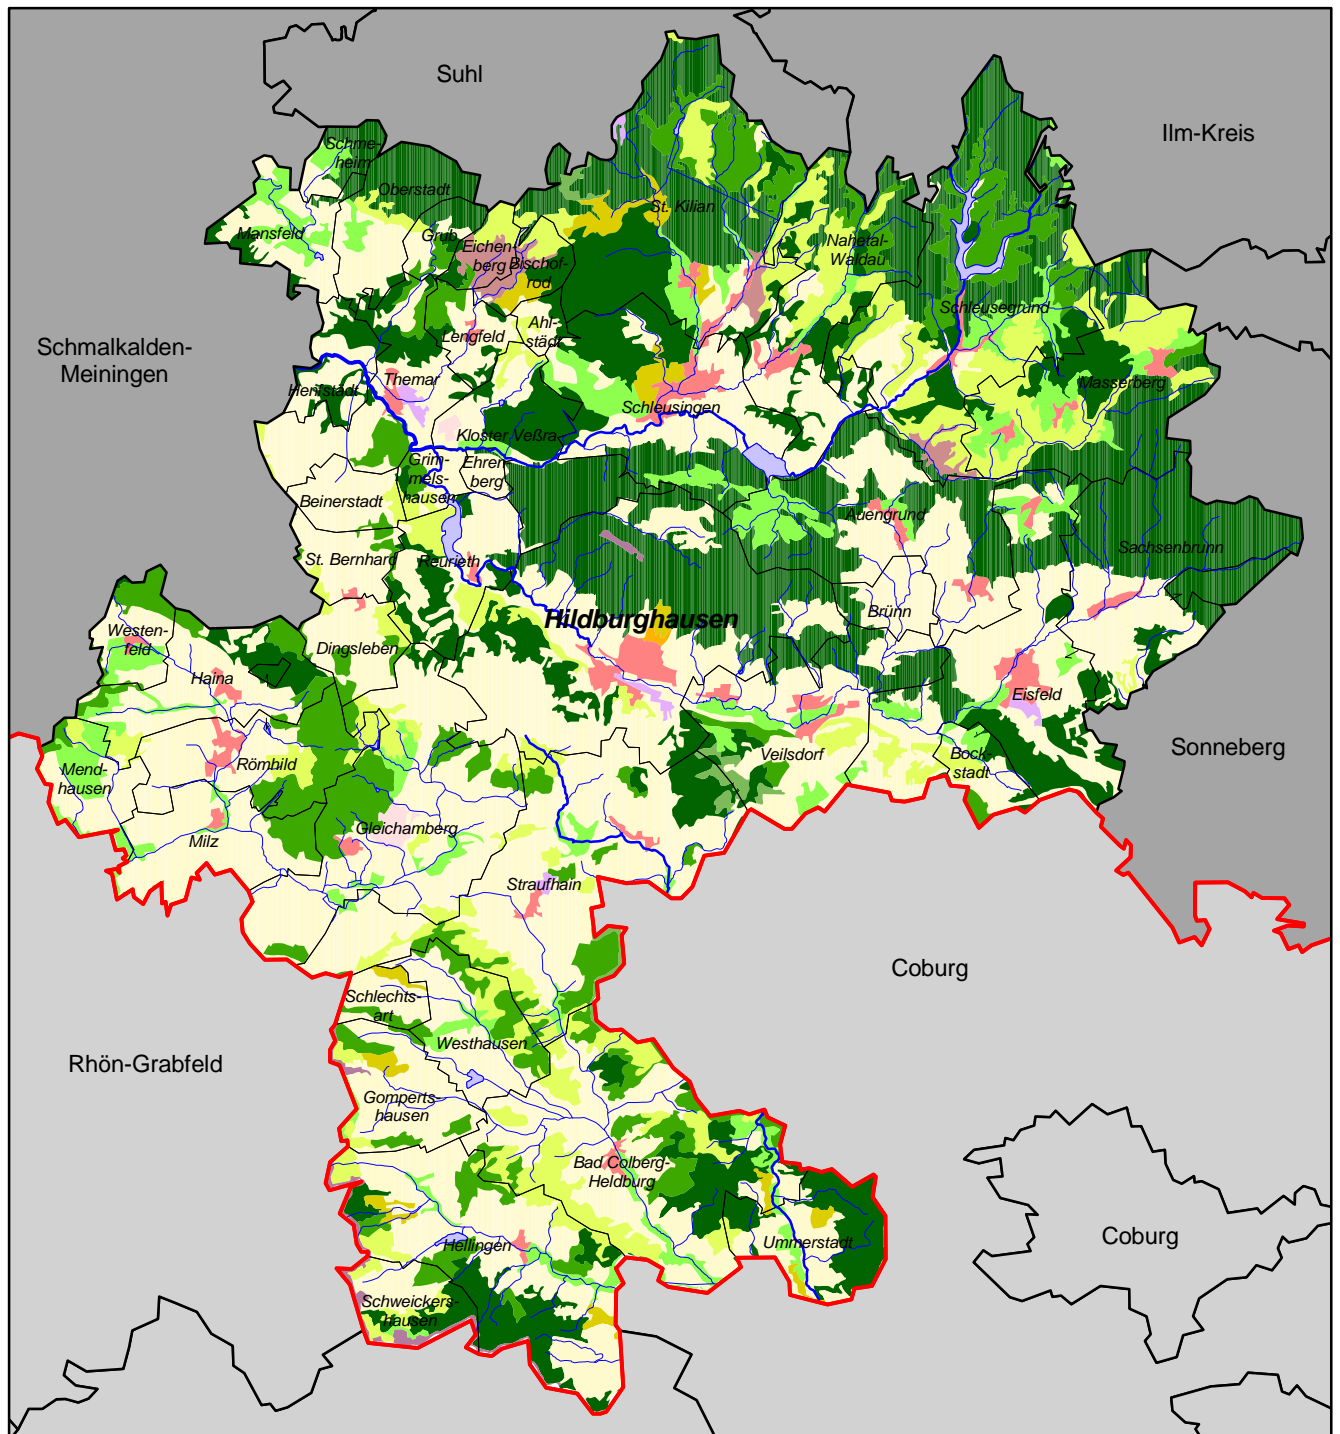 Suhl
Ilm-Kreis
Schme-
heim
Oberstadt
St. Kilian
Mansfeld
Grub
Eichen-
berg
Bischof-
rod
Nahetal-
Waldau
Schleusegrund
Ahl-
städt
Lengfeld
Schmalkalden-
Meiningen
Henfstädt
Themar
Masserberg
Schleusingen
Kloster Veßra
Grim-
mels-
hausen
Ehren-
berg
Beinerstadt
Auengrund
Sachsenbrunn
St. Bernhard
Reurieth
Brünn
Hildburghausen
Westen-
feld
Dingsleben
Haina
Eisfeld
Sonneberg
Veilsdorf
Bock-
stadt
Mend-
hausen
Römhild
Gleichamberg
Milz
Straufhain
Coburg
Schlechts-
art
Westhausen
Rhön-Grabfeld
Gomperts-
hausen
Bad Colberg-
Heldburg
Ummerstadt
Coburg
Hellingen
Schweickers-
hausen